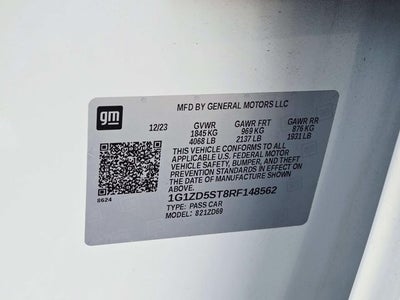 gm
MFD BY GENERAL MOTORS LLC
12/23 GVWR GAWR FRT GAWR RR
1845 KG 969 KG 876 KG
4068 LB 2137 LB 1931 LB
THIS VEHICLE CONFORMS TO ALL
APPLICABLE U.S. FEDERAL MOTOR
VEHICLE SAFETY, BUMPER, AND THEFT
PREVENTION STANDARDS IN EFFECT ON
THE DATE OF MANUFACTURE SHOWN
ABOVE.
1G1ZD5ST8RF148562
TYPE: PASS CAR
MODEL: 821ZD69
8624